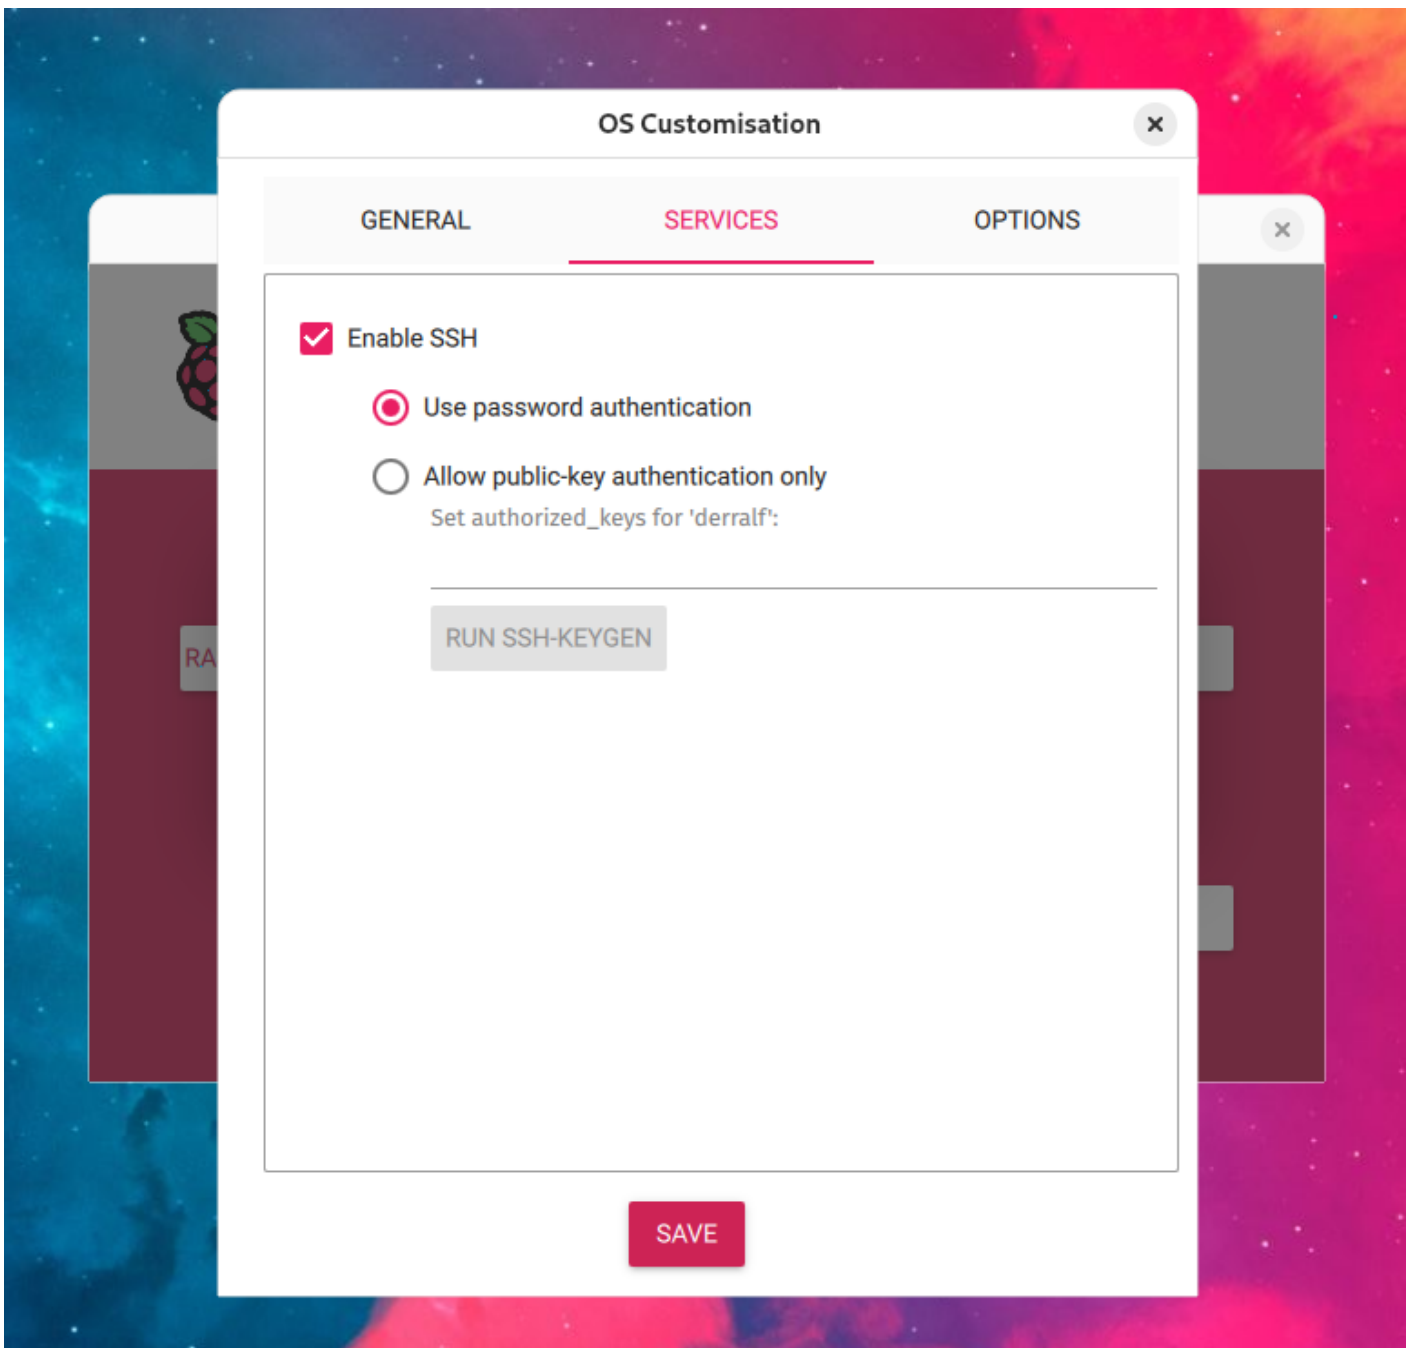 OS Customisation
GENERAL
SERVICES
OPTIONS
Enable SSH
Use password authentication
Allow public-key authentication only
Set authorized_keys for 'derralf':
RA
RUN SSH-KEYGEN
SAVE